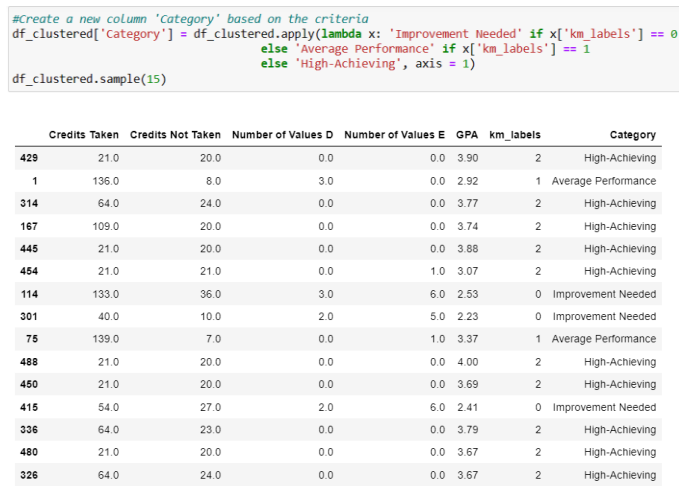 #Create a new column 'Category' based on the criteria
df_clustered['Category'] = df_clustered.apply(lambda x: 'Improvement Needed' if x['km_labels'] == 0
else 'Average Performance' if x['km_labels'] == 1
else 'High-Achieving', axis = 1)
df_clustered.sample(15)
Credits Taken Credits Not Taken Number of Values D Number of Values E GPA km_labels Category
429 21.0 20.0 0.0 0.0 3.90 2 High-Achieving
1 136.0 8.0 3.0 0.0 2.92 1 Average Performance
314 64.0 24.0 0.0 0.0 3.77 2 High-Achieving
167 109.0 20.0 0.0 0.0 3.74 2 High-Achieving
445 21.0 20.0 0.0 0.0 3.88 2 High-Achieving
454 21.0 21.0 0.0 1.0 3.07 2 High-Achieving
114 133.0 36.0 3.0 6.0 2.53 0 Improvement Needed
301 40.0 10.0 2.0 5.0 2.23 0 Improvement Needed
75 139.0 7.0 0.0 1.0 3.37 1 Average Performance
488 21.0 20.0 0.0 0.0 4.00 2 High-Achieving
450 21.0 20.0 0.0 0.0 3.69 2 High-Achieving
415 54.0 27.0 2.0 6.0 2.41 0 Improvement Needed
336 64.0 23.0 0.0 0.0 3.79 2 High-Achieving
480 21.0 20.0 0.0 0.0 3.67 2 High-Achieving
326 64.0 24.0 0.0 0.0 3.67 2 High-Achieving